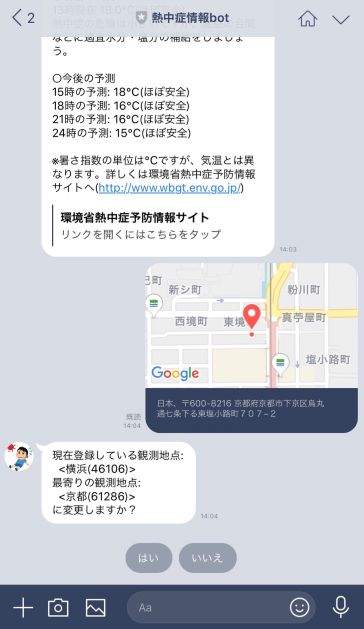 2
熱中症情報bot
などに適宜水分・塩分の補給をしましょ
う。
〇今後の予測
15時の予測: 18°C(ほぼ安全)
18時の予測: 16°C(ほぼ安全)
21時の予測: 16°C(ほぼ安全)
24時の予測: 15°C(ほぼ安全)
※暑さ指数の単位は°Cですが、気温とは異
なります。詳しくは環境省熱中症予防情報
サイトへ(http://www.wbgt.env.go.jp/)
環境省熱中症予防情報サイト
リンクを開くにはこちらをタップ
14:03
己町
新シ町
粉川町
西境町
東境
真苧屋町
塩小路町
Google
日本、〒600-8216 京都府京都市下京区烏丸
通七条下る東塩小路町７０７−２
既読
14:04
現在登録している観測地点:
<横浜(46106)>
最寄りの観測地点:
<京都(61286)>
に変更しますか？
14:04
はい
いいえ
Aa